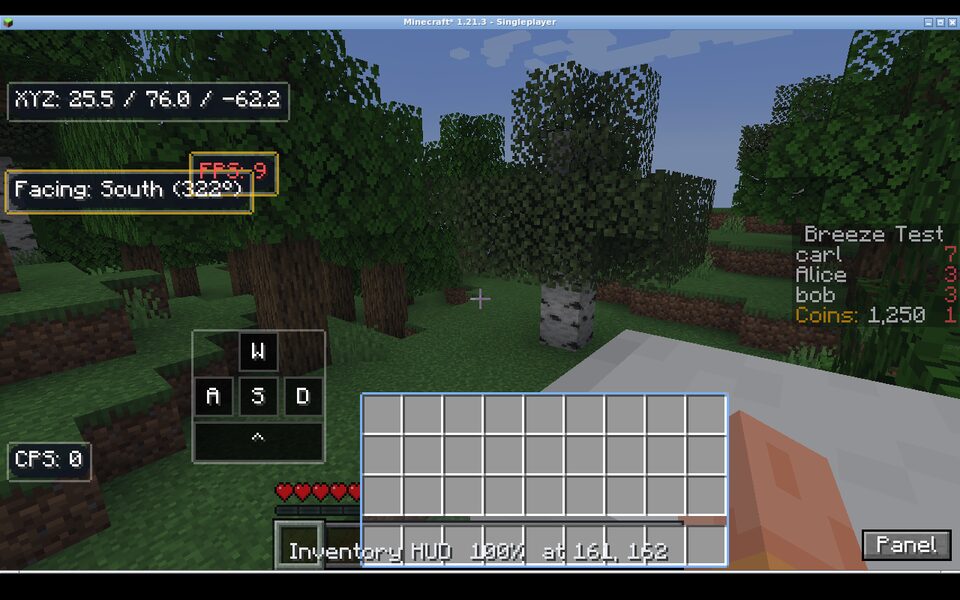 Minecraft* 1.21.3 - Singleplayer
XYZ: 25.5 / 76.0 / -62.2
FPS: 9
Facing: South (322°)
Breeze Test
carl 7
Alice 3
bob 3
Coins: 1,250 1
W
A S D
^
CPS: 0
Inventory HUD 100% at 161, 162
Panel